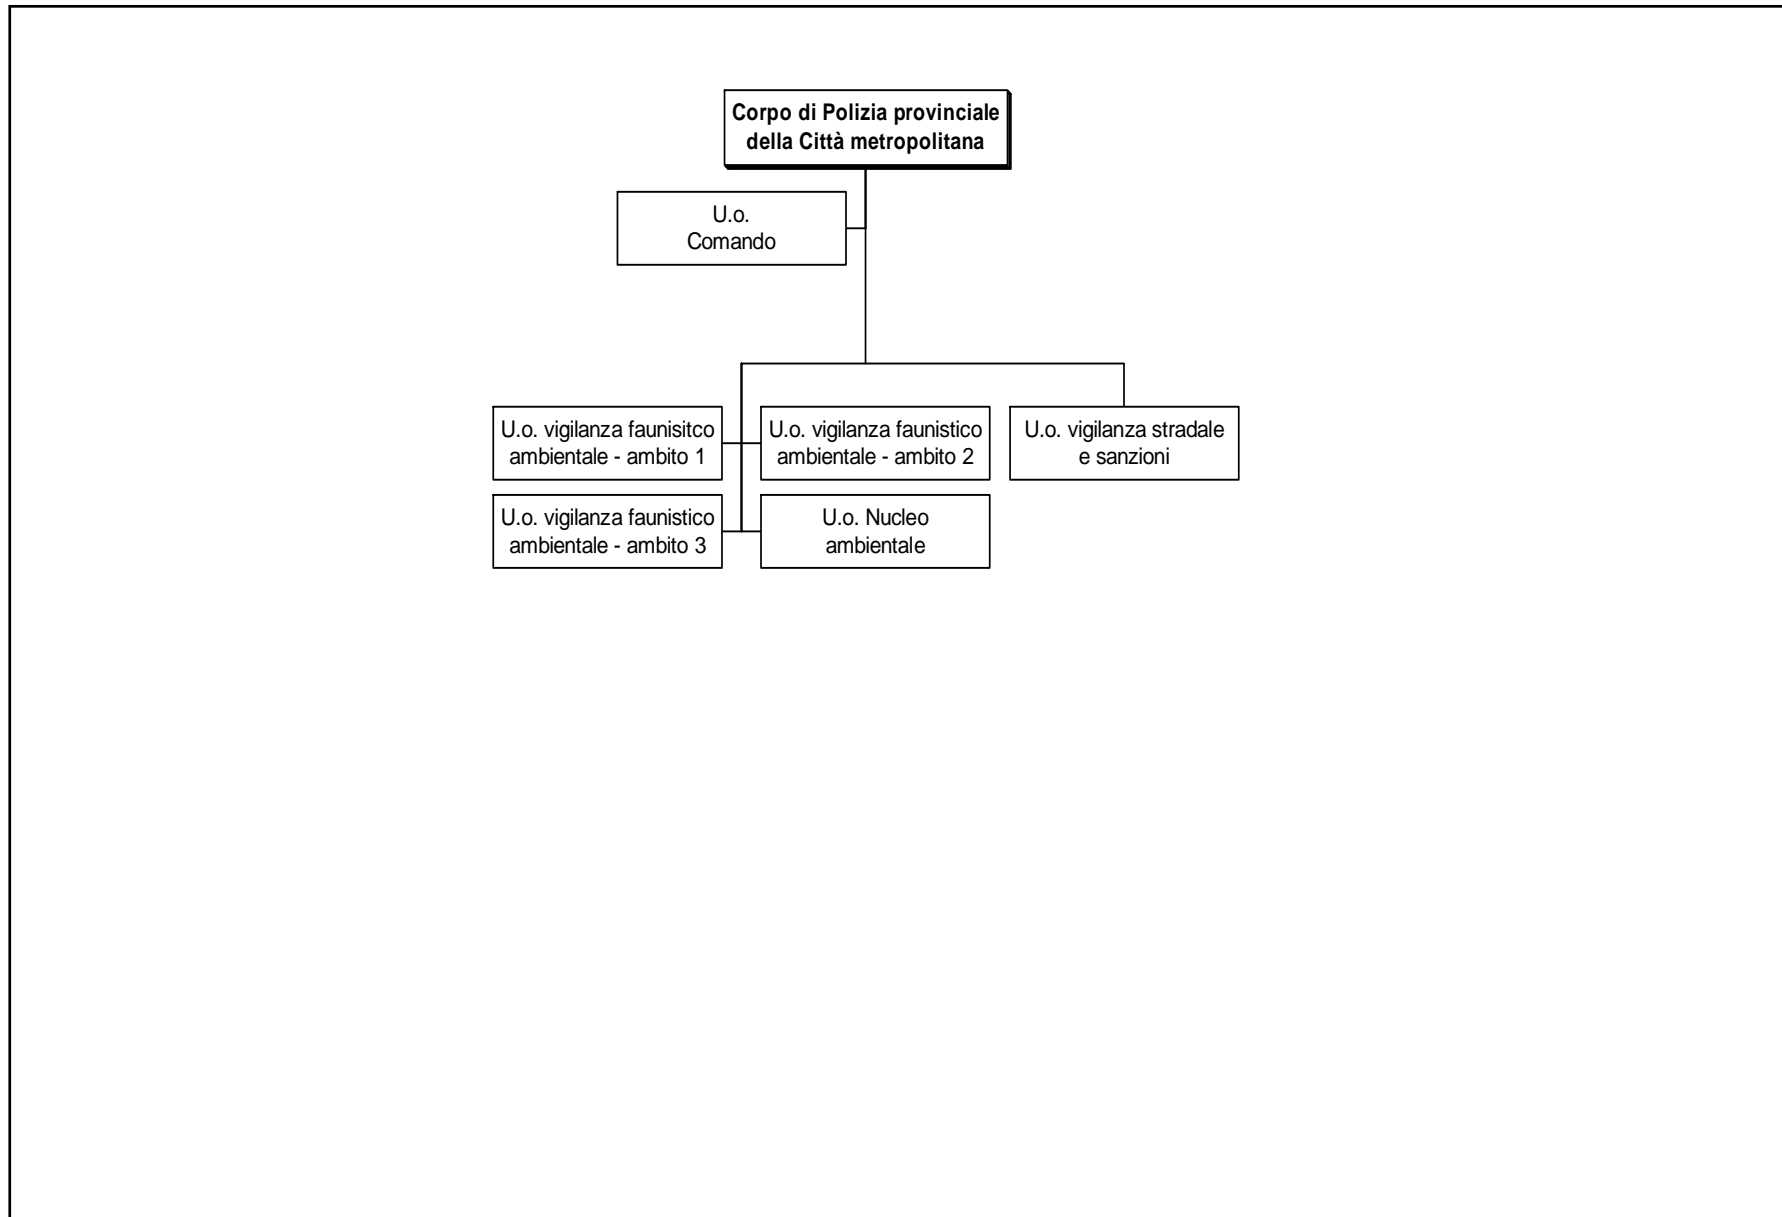 Corpo di Polizia provinciale
della Città metropolitana
U.o.
Comando
U.o. vigilanza faunisitco
ambientale - ambito 1
U.o. vigilanza faunistico
ambientale - ambito 2
U.o. vigilanza stradale
e sanzioni
U.o. vigilanza faunistico
ambientale - ambito 3
U.o. Nucleo
ambientale